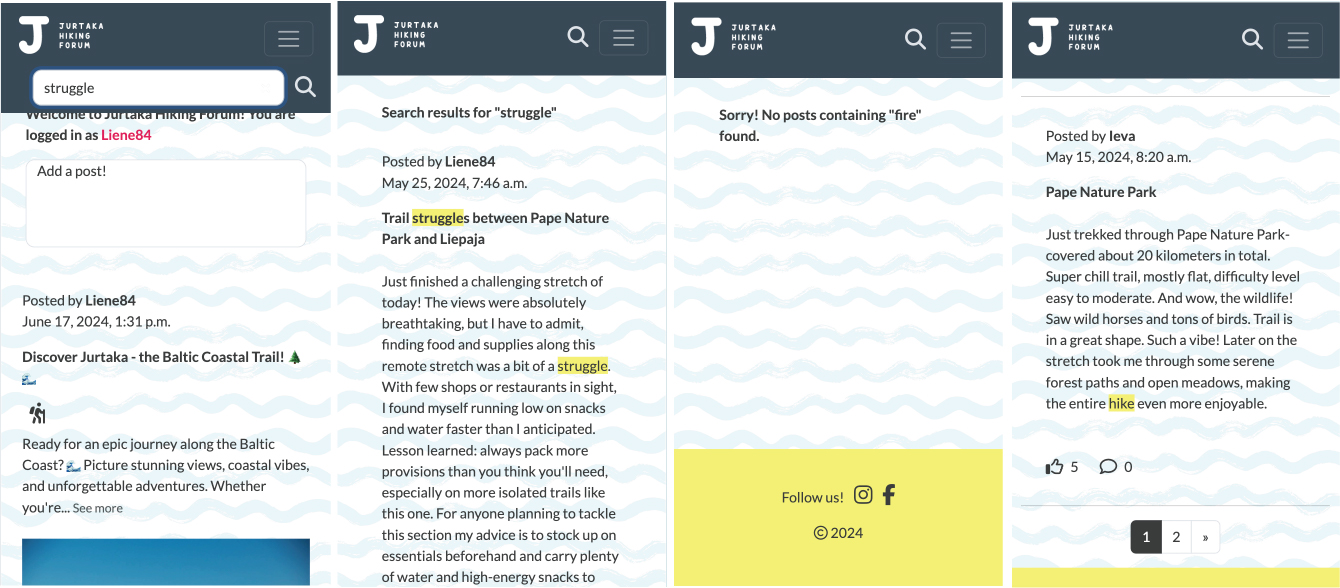 JURTAKA
HIKING
FORUM
struggle
Welcome to Jurtaka Hiking Forum! You are
logged in as Liene84
Add a post!
Posted by Liene84
June 17, 2024, 1:31 p.m.
Discover Jurtaka - the Baltic Coastal Trail! 🌲
🌊
Ready for an epic journey along the Baltic
Coast?🌊 Picture stunning views, coastal vibes,
and unforgettable adventures. Whether
you're... See more
JURTAKA
HIKING
FORUM
Search results for "struggle"
Posted by Liene84
May 25, 2024, 7:46 a.m.
Trail struggles between Pape Nature
Park and Liepaja
Just finished a challenging stretch of
today! The views were absolutely
breathtaking, but I have to admit,
finding food and supplies along this
remote stretch was a bit of a struggle.
With few shops or restaurants in sight,
I found myself running low on snacks
and water faster than I anticipated.
Lesson learned: always pack more
provisions than you think you'll need,
especially on more isolated trails like
this one. For anyone planning to tackle
this section my advice is to stock up on
essentials beforehand and carry plenty
of water and high-energy snacks to
JURTAKA
HIKING
FORUM
Sorry! No posts containing "fire"
found.
Follow us!
© 2024
JURTAKA
HIKING
FORUM
Posted by Ieva
May 15, 2024, 8:20 a.m.
Pape Nature Park
Just trekked through Pape Nature Park-
covered about 20 kilometers in total.
Super chill trail, mostly flat, difficulty level
easy to moderate. And wow, the wildlife!
Saw wild horses and tons of birds. Trail is
in a great shape. Such a vibe! Later on the
stretch took me through some serene
forest paths and open meadows, making
the entire hike even more enjoyable.
5 0
1 2 »